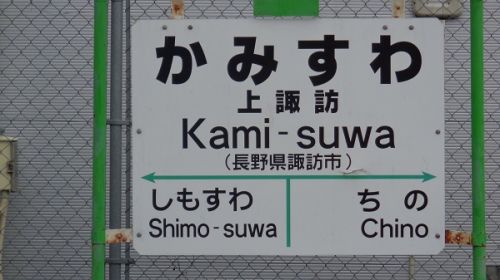 かみすわ
上諏訪
Kami-suwa
(長野県諏訪市)
しもすわ ちの
Shimo-suwa Chino